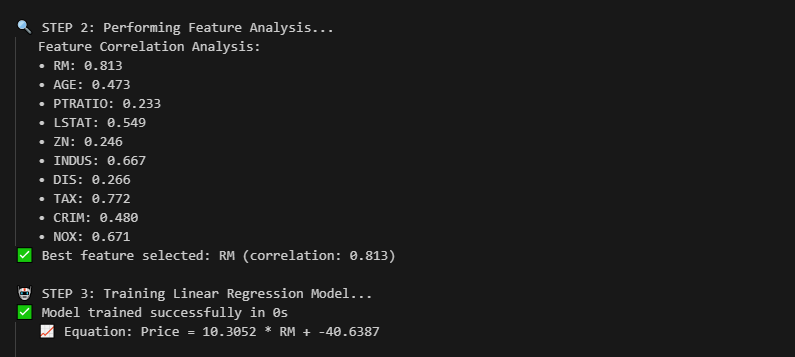 🔍 STEP 2: Performing Feature Analysis...
Feature Correlation Analysis:
• RM: 0.813
• AGE: 0.473
• PTRATIO: 0.233
• LSTAT: 0.549
• ZN: 0.246
• INDUS: 0.667
• DIS: 0.266
• TAX: 0.772
• CRIM: 0.480
• NOX: 0.671
✅ Best feature selected: RM (correlation: 0.813)
🤖 STEP 3: Training Linear Regression Model...
✅ Model trained successfully in 0s
📈 Equation: Price = 10.3052 * RM + -40.6387